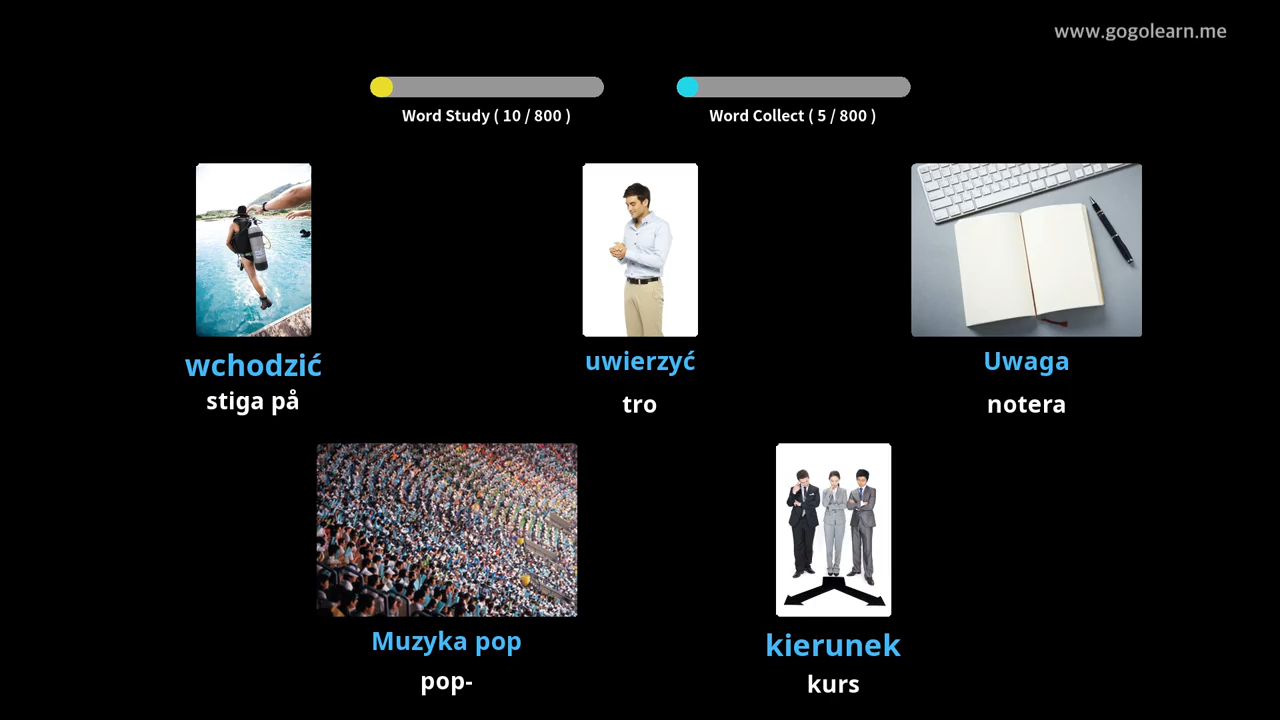 www.gogolearn.me
Word Study ( 10 / 800 )
Word Collect ( 5 / 800 )
wchodzić
stiga på
uwierzyć
tro
Uwaga
notera
Muzyka pop
pop-
kierunek
kurs